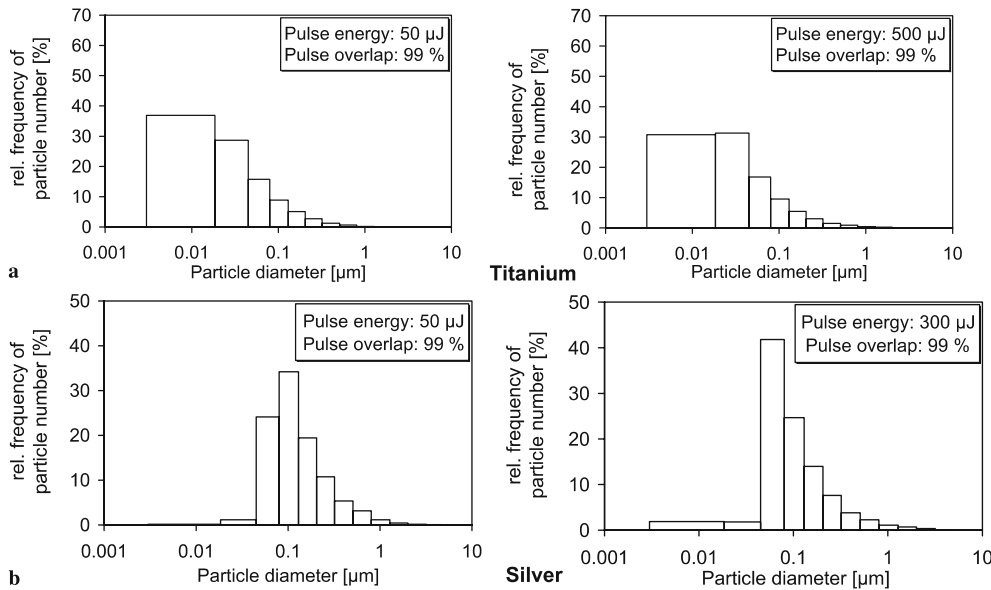 rel. frequency of
particle number [%]
70
60
50
40
30
20
10
0
Pulse energy: 50 µJ
Pulse overlap: 99 %
0.001
0.01
0.1
1
10
Particle diameter [µm]
a
rel. frequency of
particle number [%]
70
60
50
40
30
20
10
0
Pulse energy: 500 µJ
Pulse overlap: 99 %
0.001
0.01
0.1
1
10
Particle diameter [µm]
Titanium
rel. frequency of
particle number [%]
50
40
30
20
10
0
Pulse energy: 50 µJ
Pulse overlap: 99 %
0.001
0.01
0.1
1
10
Particle diameter [µm]
b
rel. frequency of
particle number [%]
50
40
30
20
10
0
Pulse energy: 300 µJ
Pulse overlap: 99 %
0.001
0.01
0.1
1
10
Particle diameter [µm]
Silver